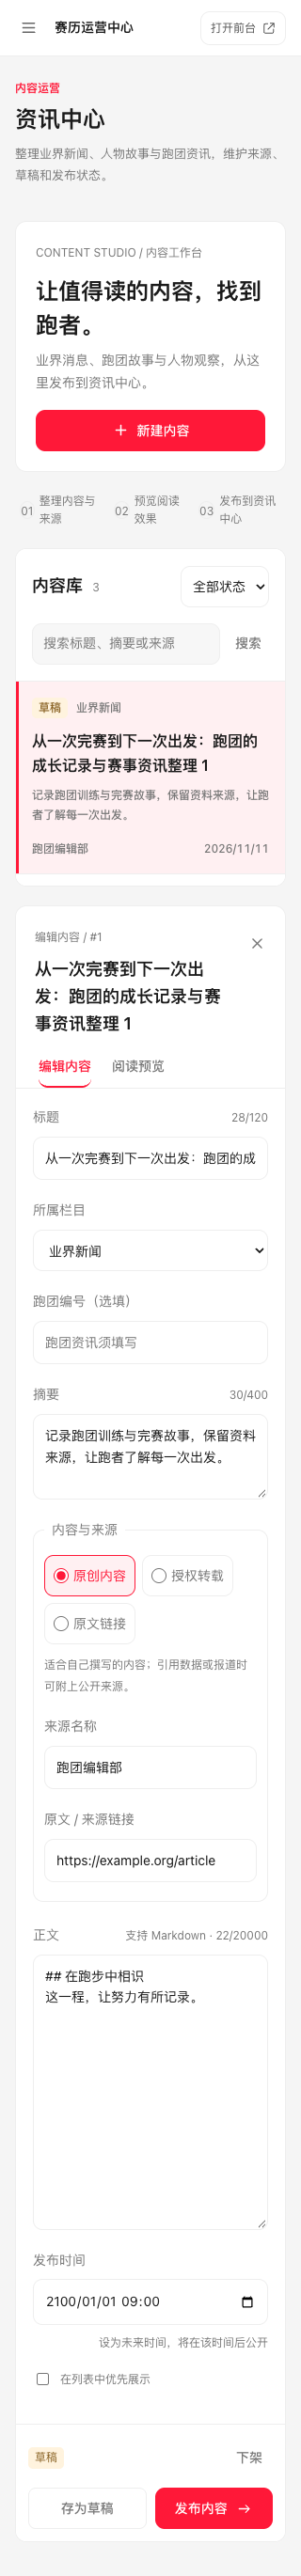 赛历运营中心
打开前台
内容运营
资讯中心
整理业界新闻、人物故事与跑团资讯，维护来源、
草稿和发布状态。
CONTENT STUDIO / 内容工作台
让值得读的内容，找到
跑者。
业界消息、跑团故事与人物观察，从这
里发布到资讯中心。
新建内容
01 整理内容与
来源
02 预览阅读
效果
03 发布到资讯
中心
内容库 3
全部状态
搜索标题、摘要或来源
搜索
草稿 业界新闻
从一次完赛到下一次出发：跑团的
成长记录与赛事资讯整理 1
记录跑团训练与完赛故事，保留资料来源，让跑
者了解每一次出发。
跑团编辑部 2026/11/11
编辑内容 / #1
从一次完赛到下一次出
发：跑团的成长记录与赛
事资讯整理 1
编辑内容 阅读预览
标题 28/120
从一次完赛到下一次出发：跑团的成
所属栏目
业界新闻
跑团编号（选填）
跑团资讯须填写
摘要 30/400
记录跑团训练与完赛故事，保留资料
来源，让跑者了解每一次出发。
内容与来源
原创内容 授权转载
原文链接
适合自己撰写的内容；引用数据或报道时
可附上公开来源。
来源名称
跑团编辑部
原文 / 来源链接
https://example.org/article
正文 支持 Markdown · 22/20000
## 在跑步中相识
这一程，让努力有所记录。
发布时间
2100/01/01 09:00
设为未来时间，将在该时间后公开
在列表中优先展示
草稿 下架
存为草稿 发布内容